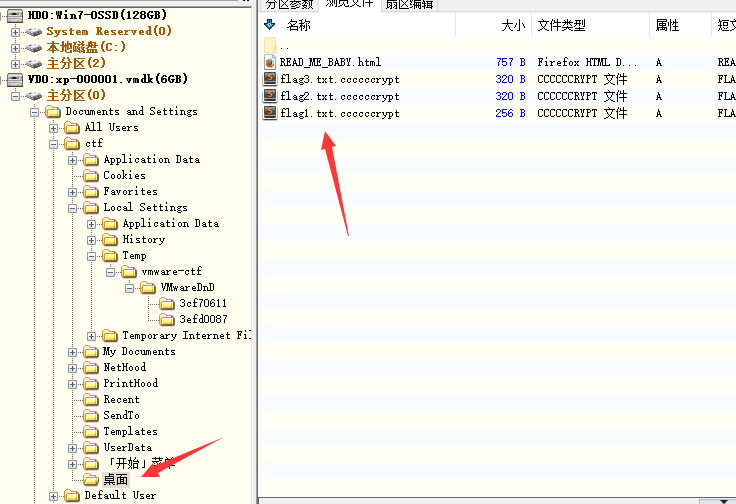 HD0:Win7-OSSD(128GB)
System Reserved(0)
本地磁盘(C:)
主分区(2)
VD0:xp-000001.vmdk(6GB)
主分区(0)
Documents and Settings
All Users
ctf
Application Data
Cookies
Favorites
Local Settings
Application Data
History
Temp
vmware-ctf
VMwareDnD
3cf70611
3efd0087
Temporary Internet Fil
My Documents
NetHood
PrintHood
Recent
SendTo
Templates
UserData
「开始」菜单
桌面
Default User
分区参数 浏览文件 扇区编辑
名称 大小 文件类型 属性 短文
..
READ_ME_BABY.html 757 B Firefox HTML D... A REA
flag3.txt.ccccccrypt 320 B CCCCCCRYPT 文件 A FLA
flag2.txt.ccccccrypt 320 B CCCCCCRYPT 文件 A FLA
flag1.txt.ccccccrypt 256 B CCCCCCRYPT 文件 A FLA